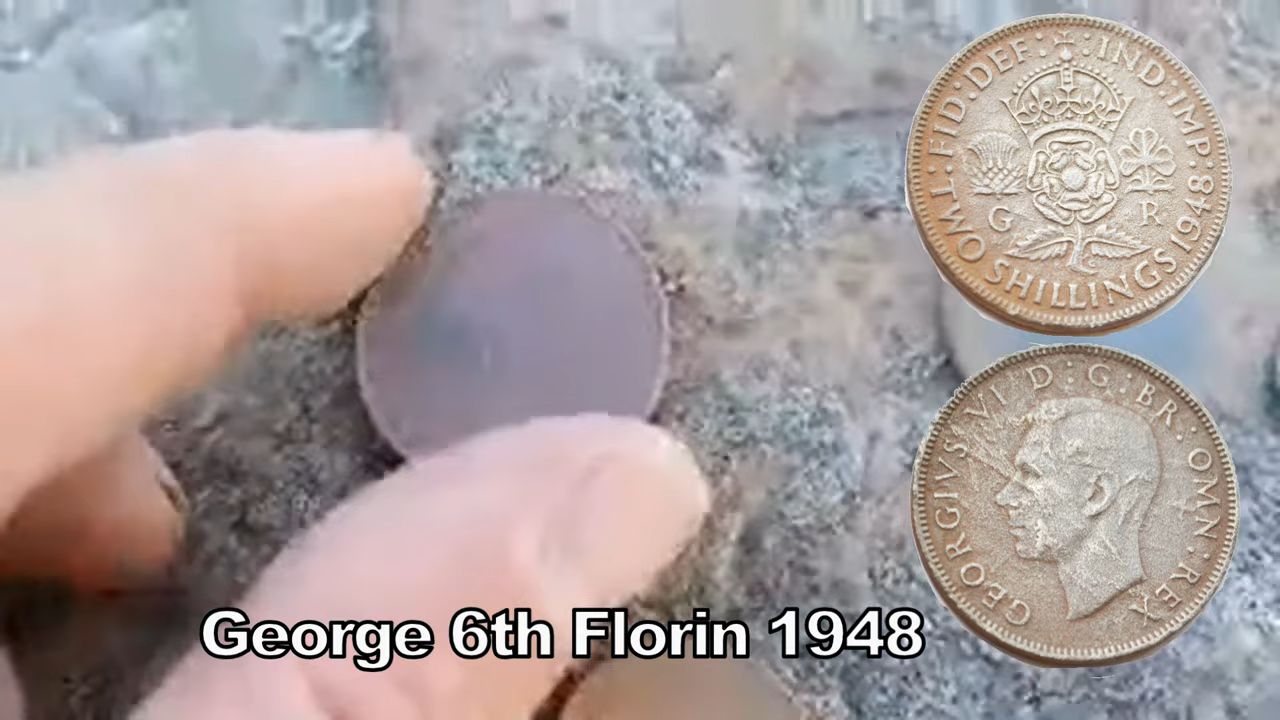 FID:DEF: IND:IMP:
G R
TWO SHILLINGS 1948
GEORGIVS VI D:G:BR:OMN:REX
George 6th Florin 1948